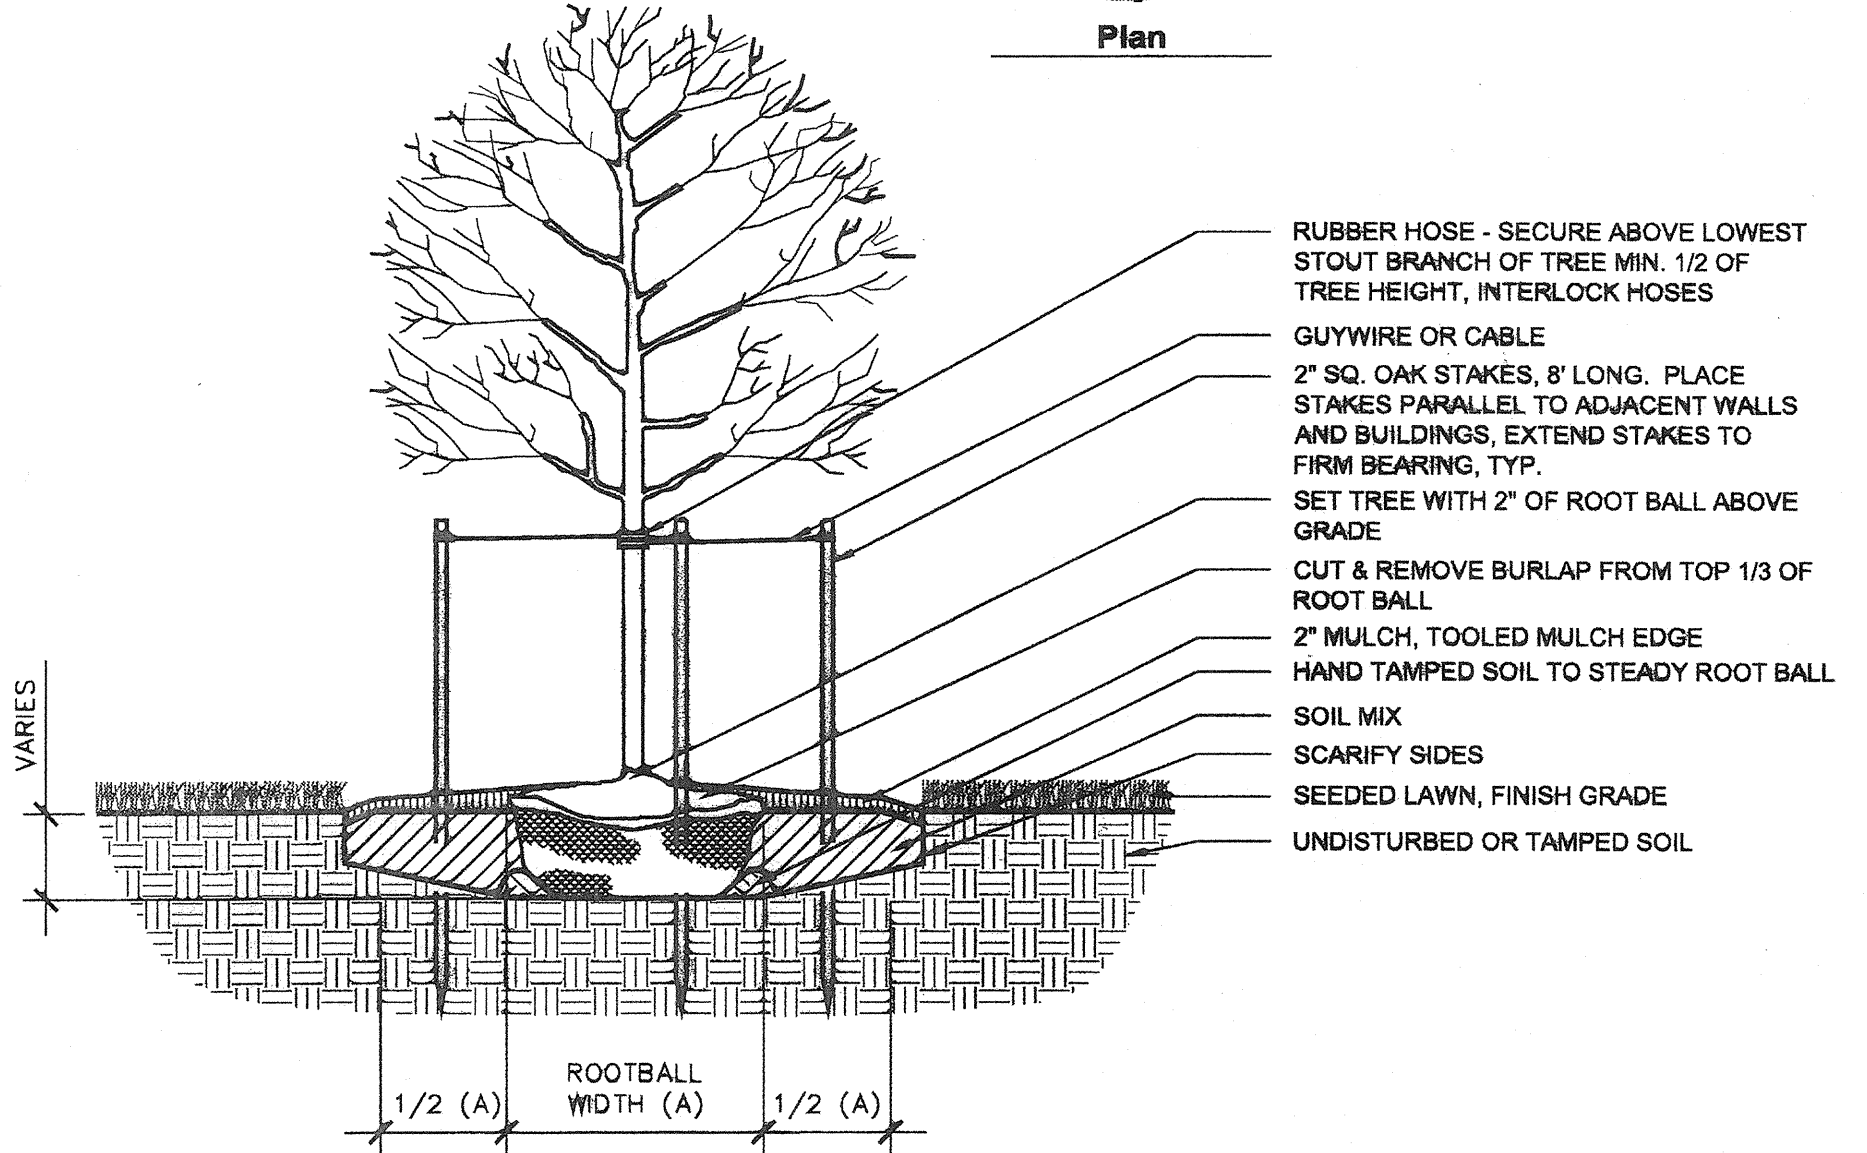 Plan
RUBBER HOSE - SECURE ABOVE LOWEST
STOUT BRANCH OF TREE MIN. 1/2 OF
TREE HEIGHT, INTERLOCK HOSES
GUYWIRE OR CABLE
2" SQ. OAK STAKES, 8' LONG. PLACE
STAKES PARALLEL TO ADJACENT WALLS
AND BUILDINGS, EXTEND STAKES TO
FIRM BEARING, TYP.
SET TREE WITH 2" OF ROOT BALL ABOVE
GRADE
CUT & REMOVE BURLAP FROM TOP 1/3 OF
ROOT BALL
2" MULCH, TOOLED MULCH EDGE
HAND TAMPED SOIL TO STEADY ROOT BALL
SOIL MIX
SCARIFY SIDES
SEEDED LAWN, FINISH GRADE
UNDISTURBED OR TAMPED SOIL
VARIES
ROOTBALL
1/2 (A) WIDTH (A) 1/2 (A)